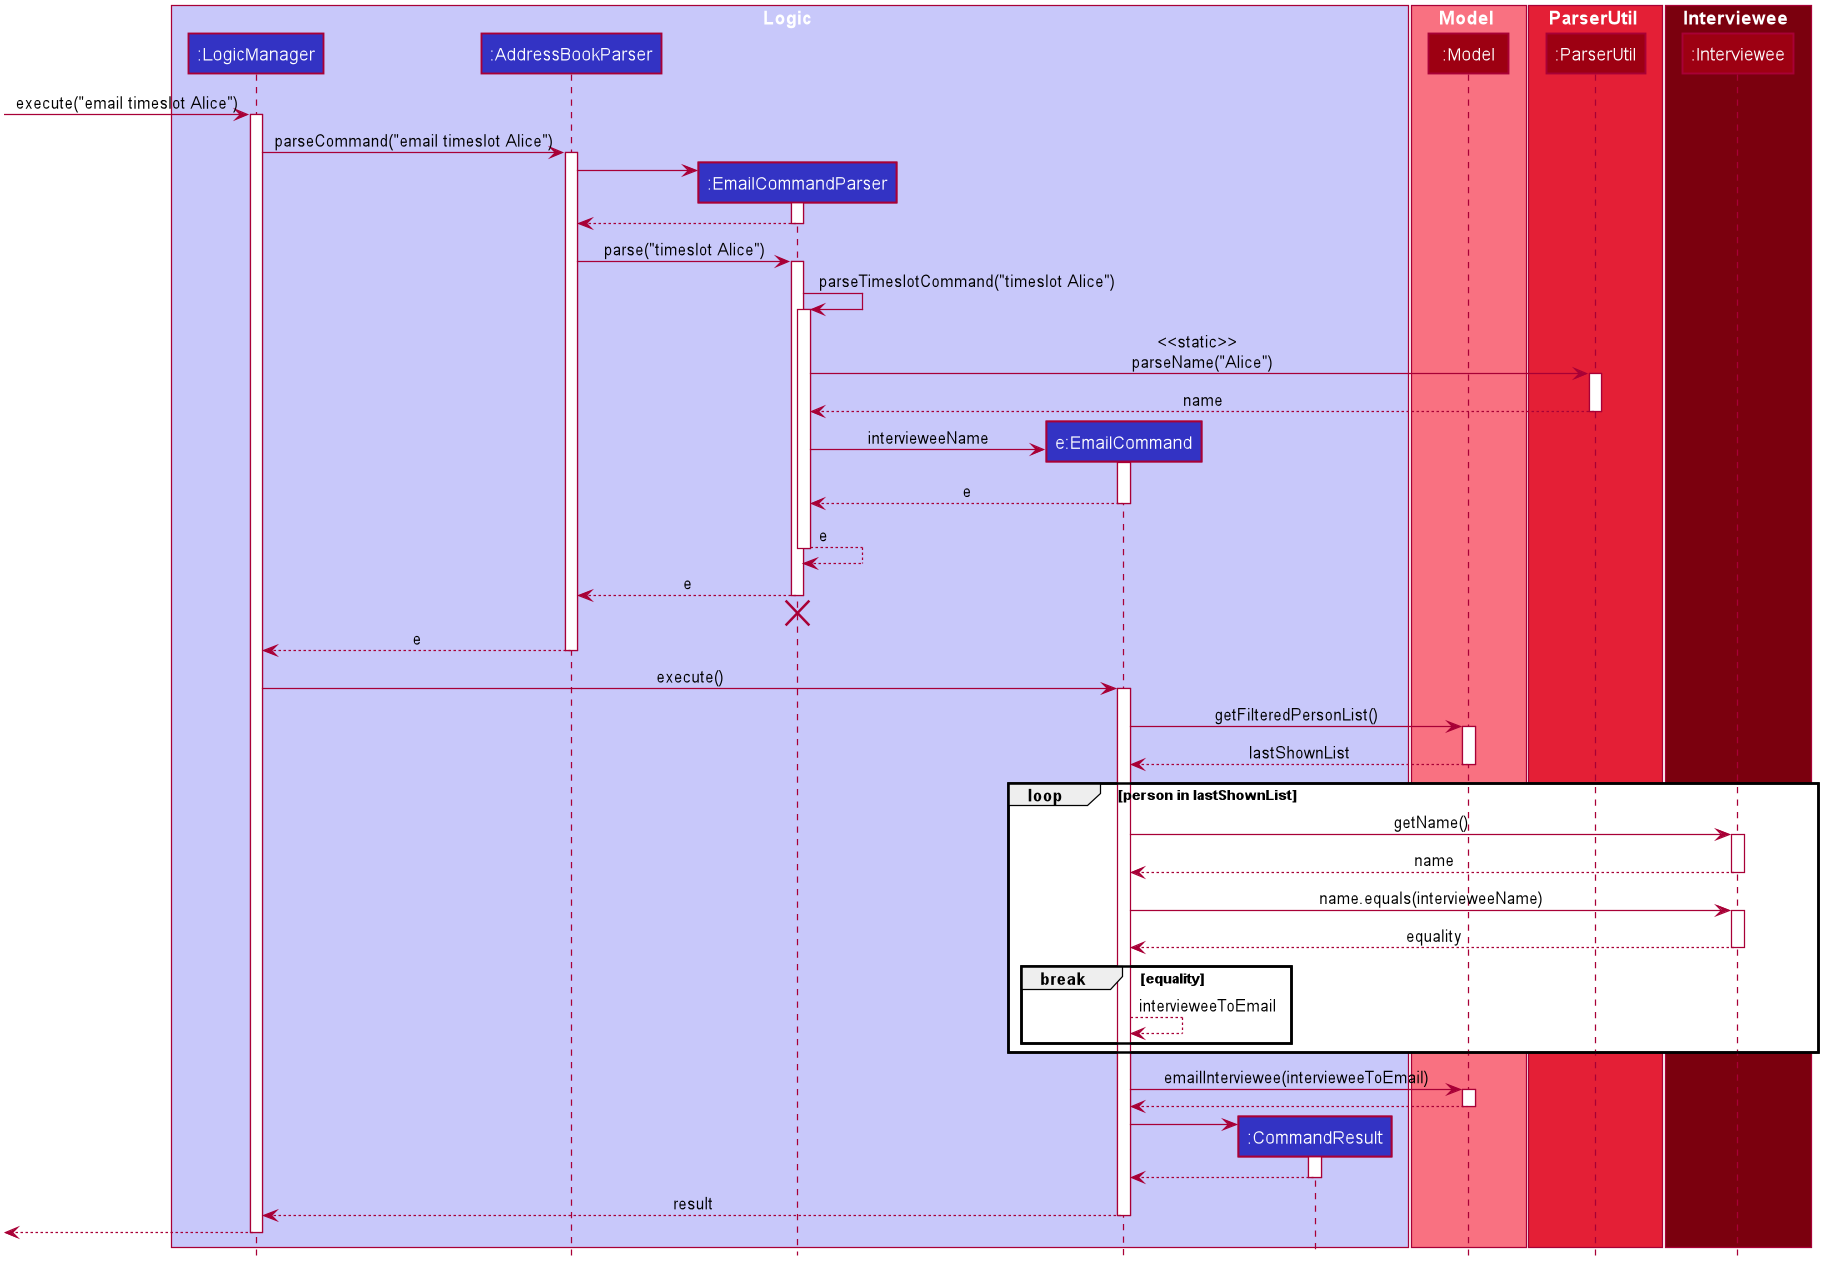 Logic
Model
ParserUtil
Interviewee
:LogicManager
:AddressBookParser
:Model
:ParserUtil
:Interviewee
execute("email timeslot Alice")
parseCommand("email timeslot Alice")
:EmailCommandParser
parse("timeslot Alice")
parseTimeslotCommand("timeslot Alice")
<<static>>
parseName("Alice")
name
intervieweeName
e:EmailCommand
e
e
e
e
execute()
getFilteredPersonList()
lastShownList
loop
[person in lastShownList]
getName()
name
name.equals(intervieweeName)
equality
break
[equality]
intervieweeToEmail
emailInterviewee(intervieweeToEmail)
:CommandResult
result